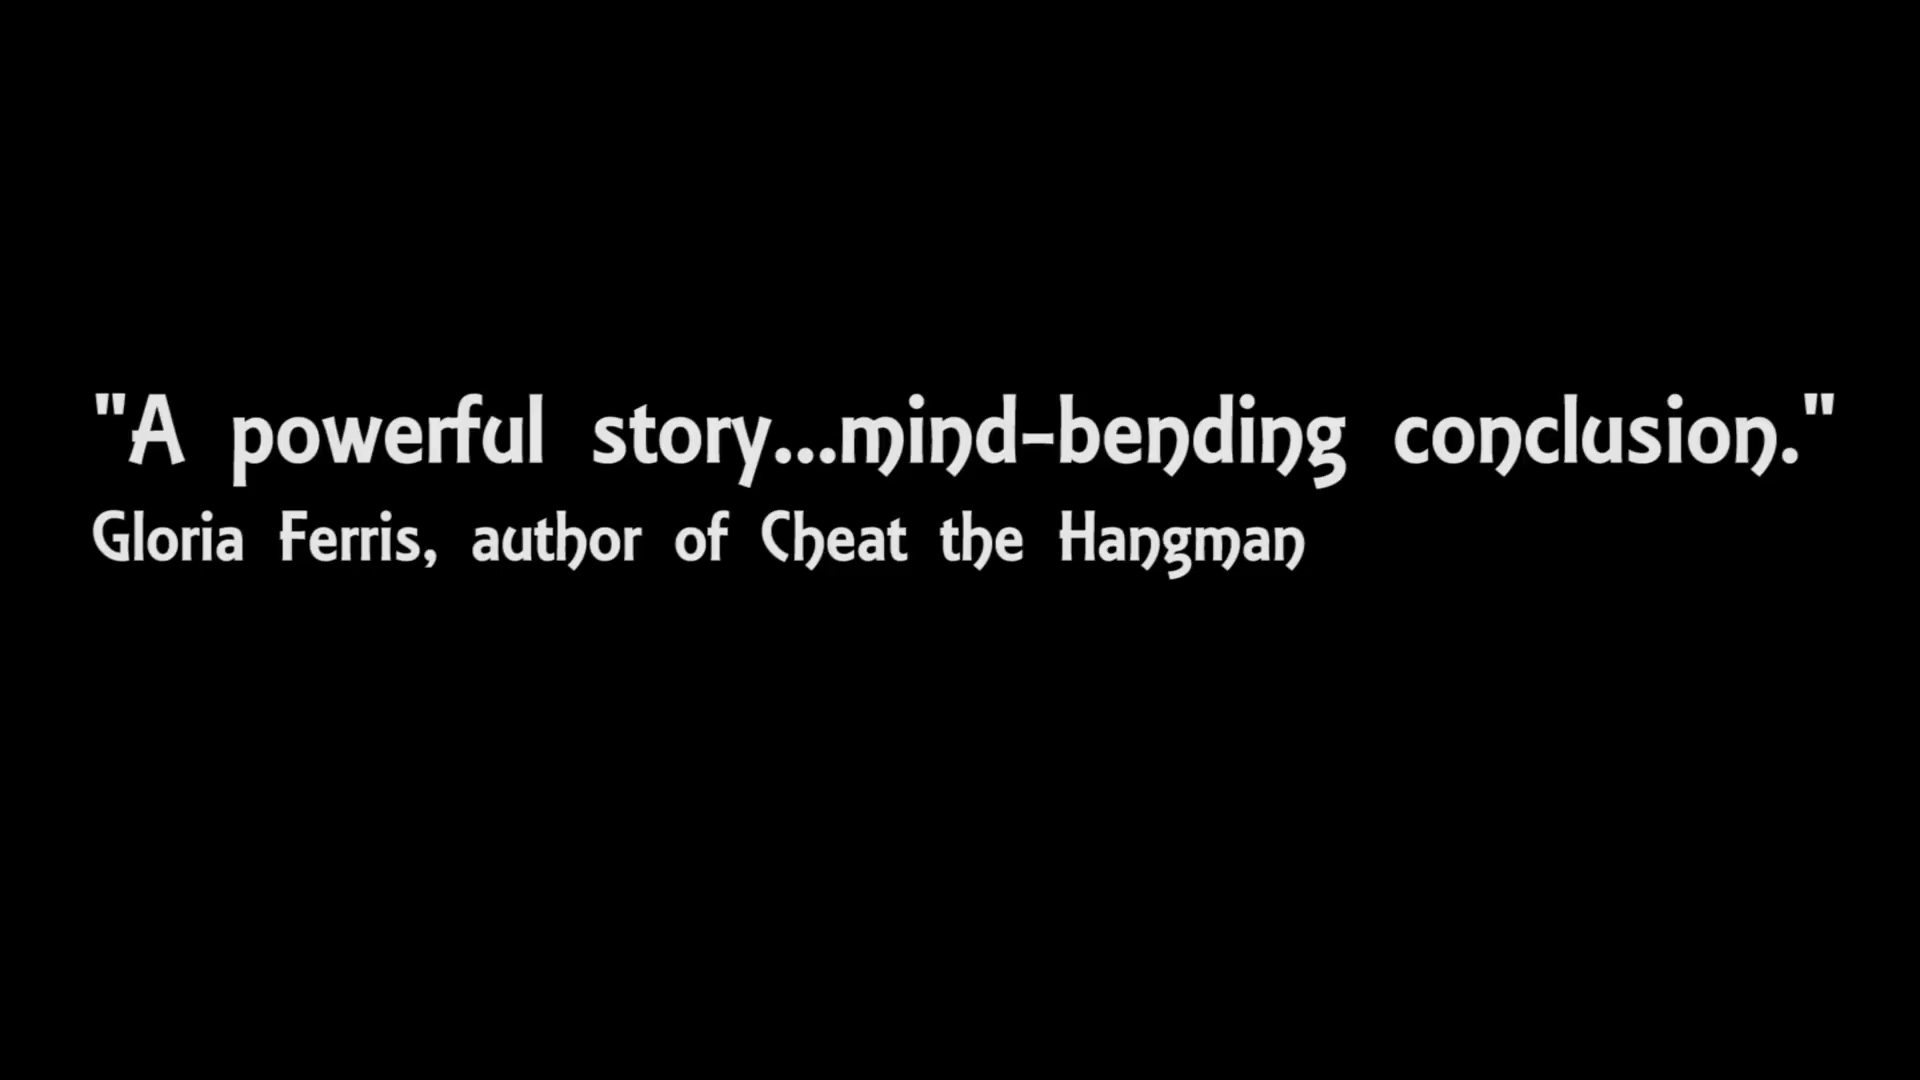 "A powerful story...mind-bending conclusion."
Gloria Ferris, author of Cheat the Hangman